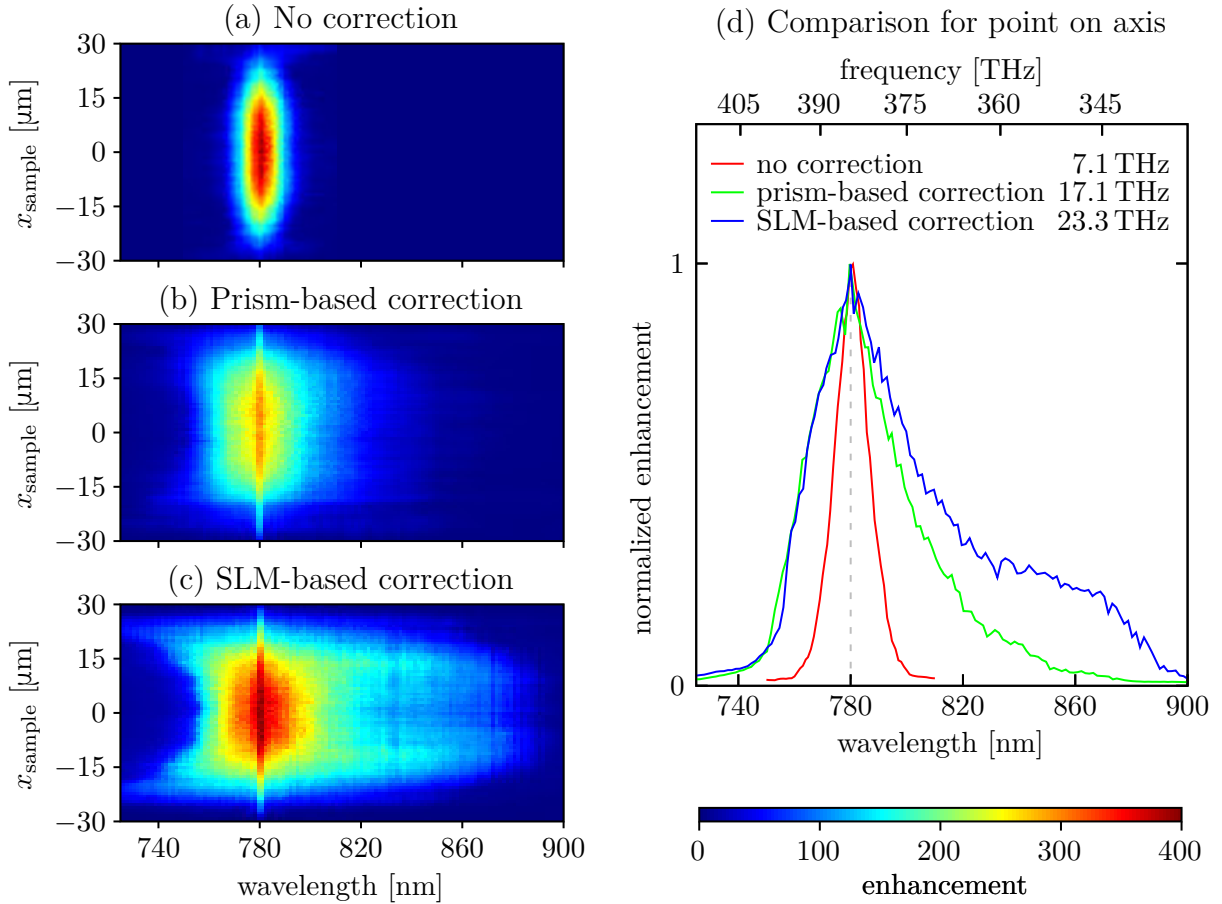 (a) No correction
30
15
0
−15
−30
x_sample [µm]
(b) Prism-based correction
30
15
0
−15
−30
x_sample [µm]
(c) SLM-based correction
30
15
0
−15
−30
x_sample [µm]
740 780 820 860 900
wavelength [nm]
(d) Comparison for point on axis
frequency [THz]
405 390 375 360 345
no correction 7.1 THz
prism-based correction 17.1 THz
SLM-based correction 23.3 THz
1
0
normalized enhancement
740 780 820 860 900
wavelength [nm]
0 100 200 300 400
enhancement